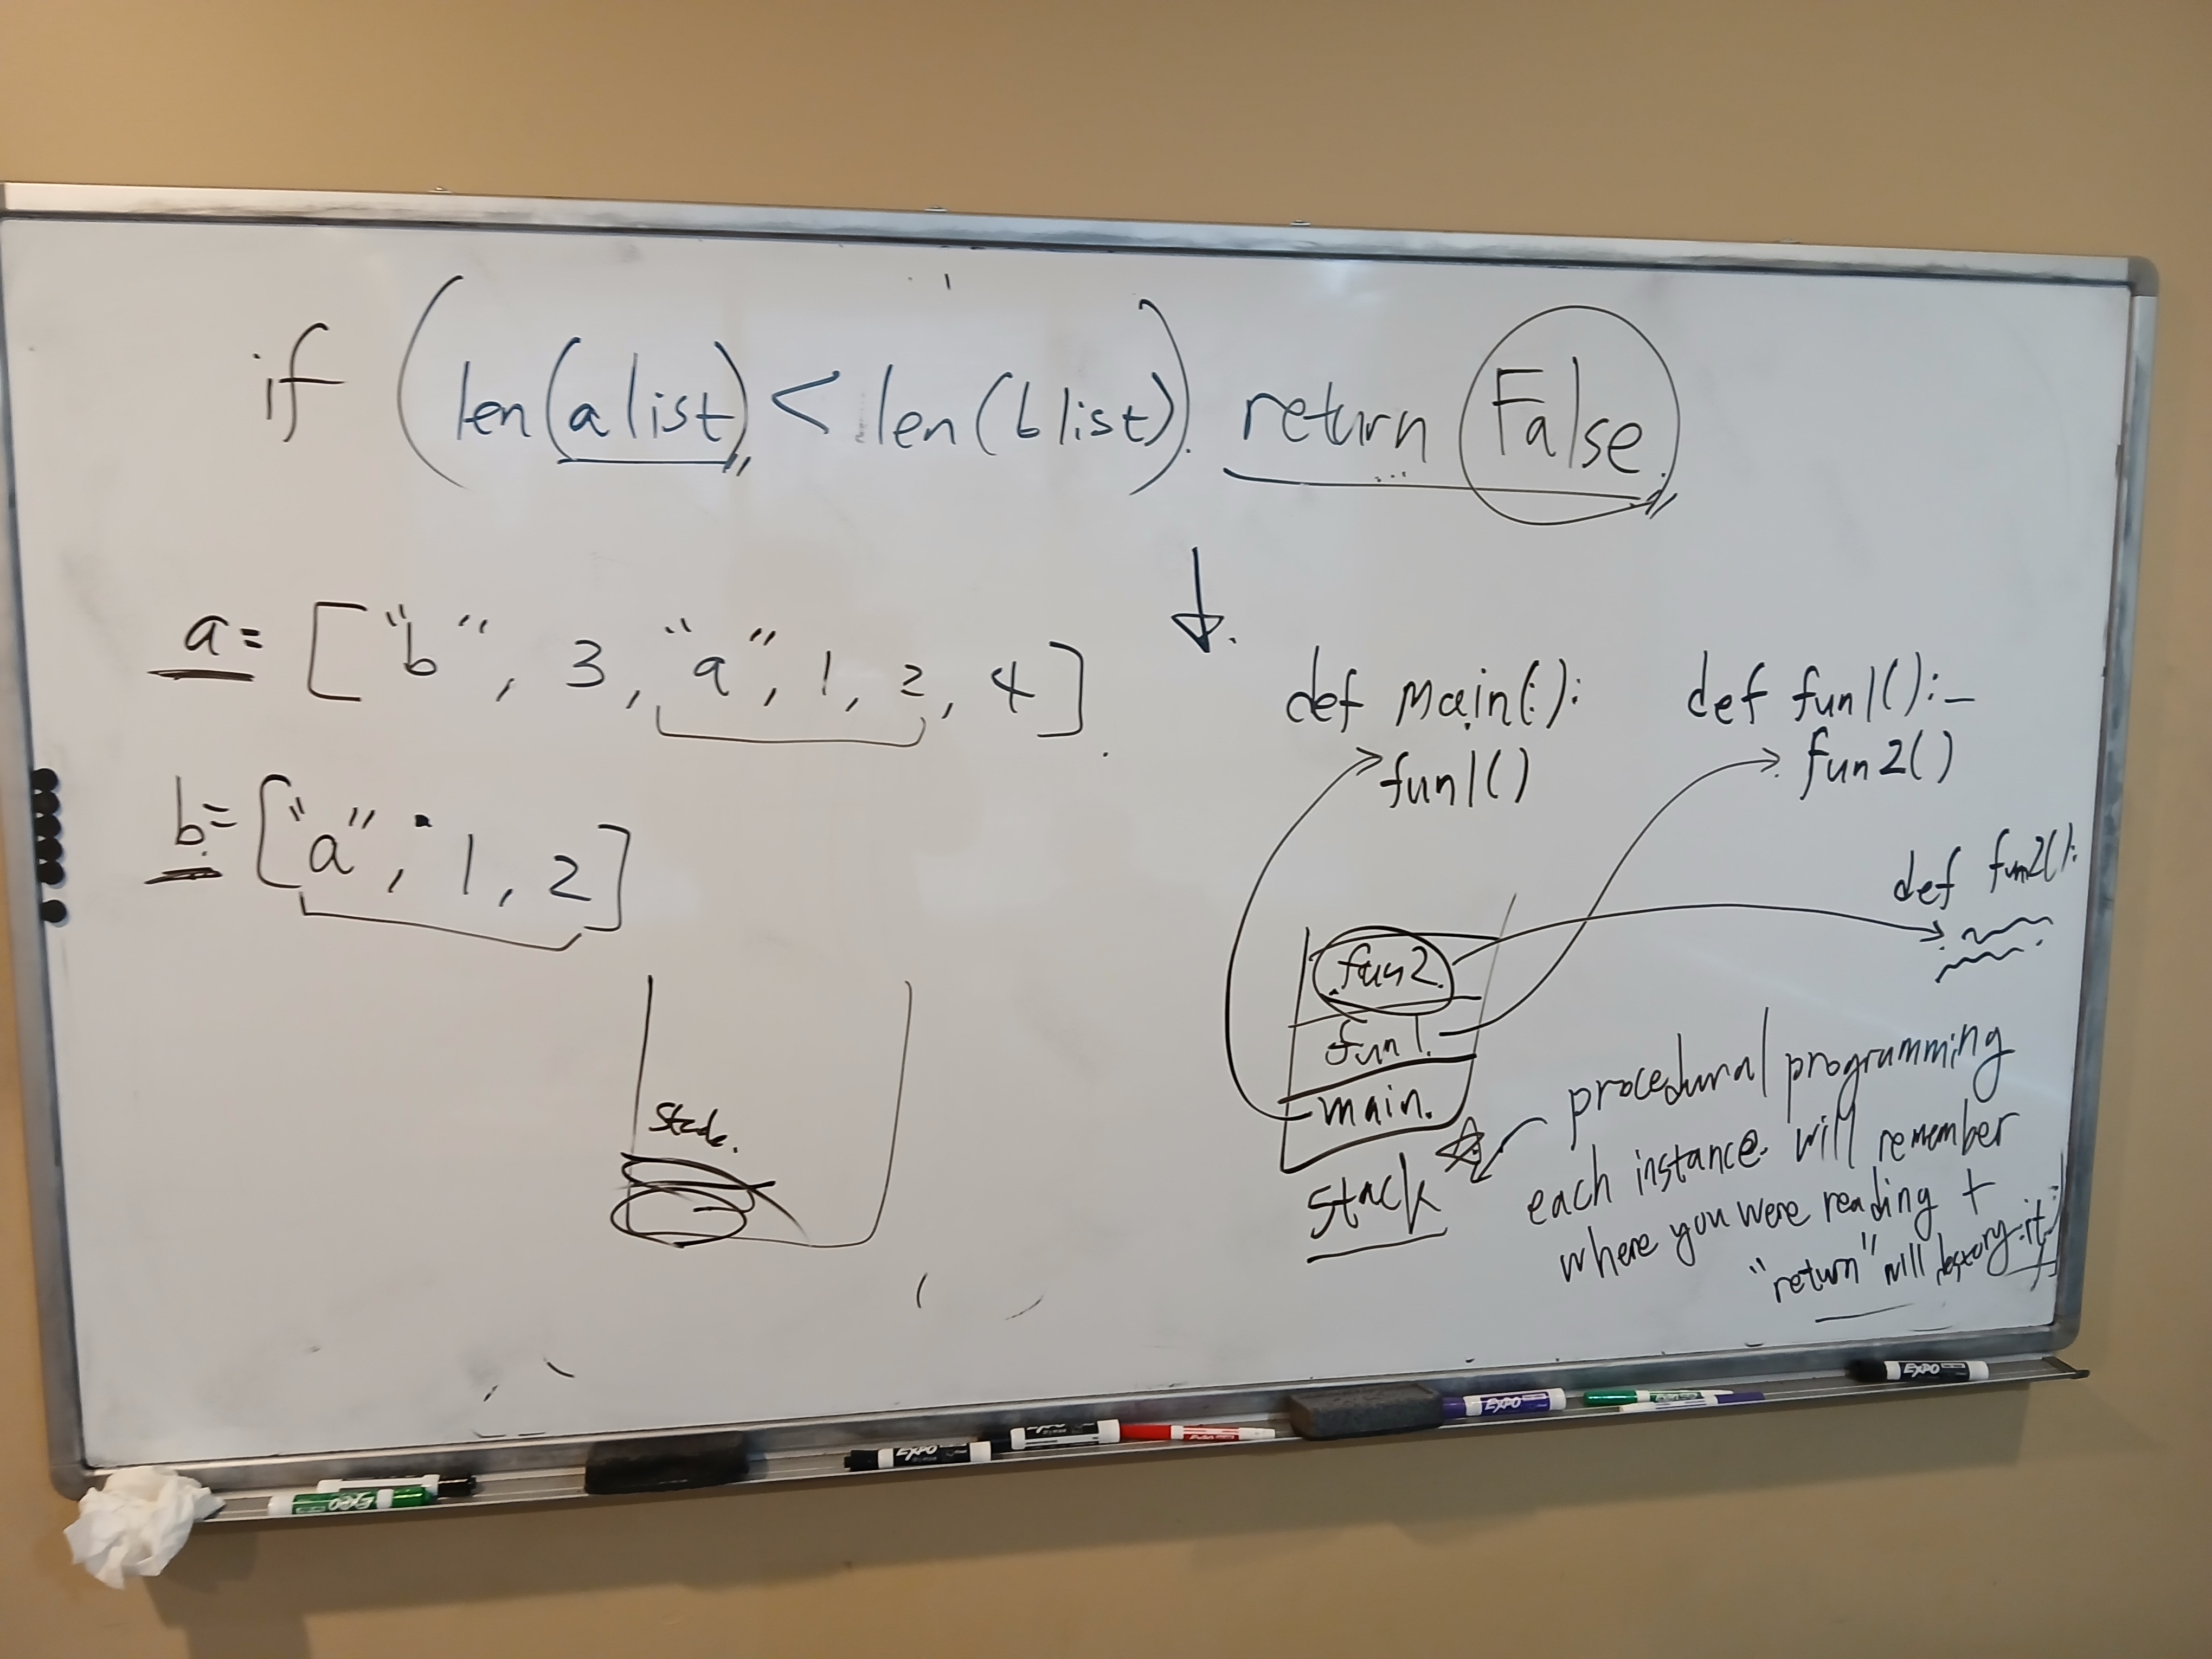 if (len(alist) < len(blist)). return False.
a = ["b", 3, "a", 1, 2, 4]
b = ["a", 1, 2]
stack.
def main():
fun1()
def fun1():
fun2()
def fun2():
fun2.
fun1.
main.
stack
procedural programming
each instance will remember
where you were reading +
"return" will it
EXPO
EXPO
EXPO
EXPO
EXPO